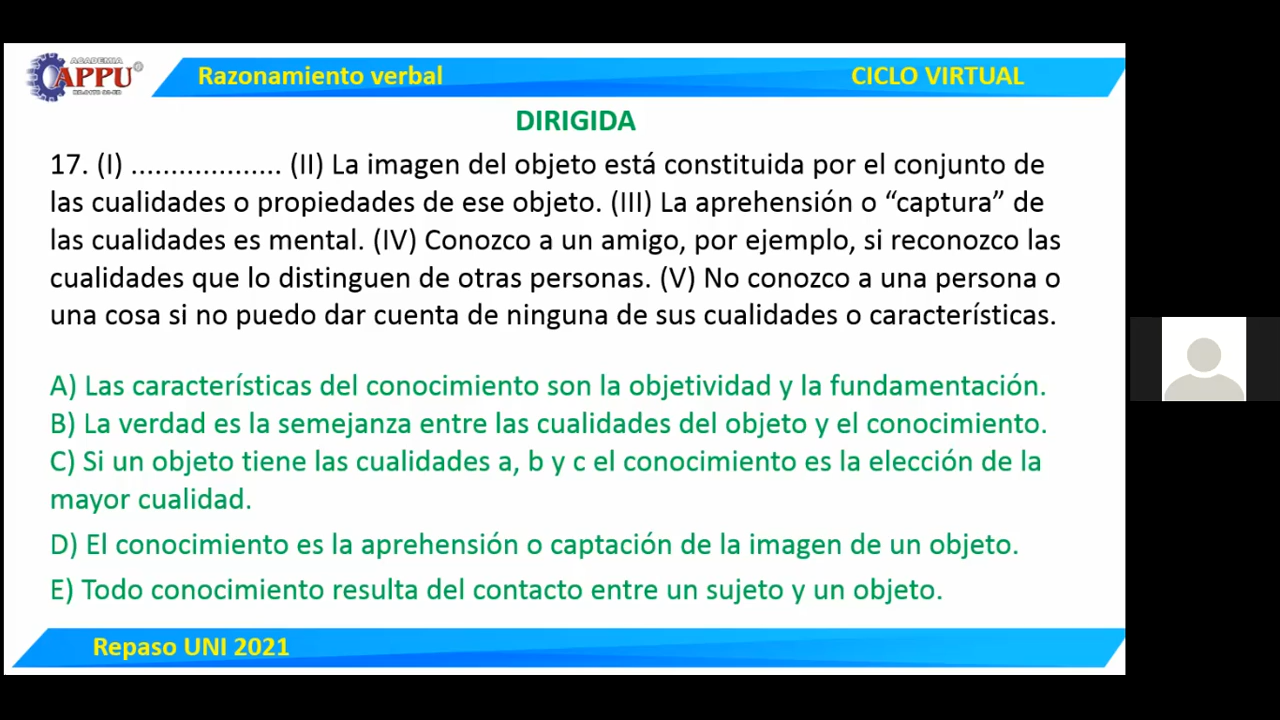 ACADEMIA
APPU
Razonamiento verbal
CICLO VIRTUAL
DIRIGIDA
17. (I) ................... (II) La imagen del objeto está constituida por el conjunto de
las cualidades o propiedades de ese objeto. (III) La aprehensión o “captura” de
las cualidades es mental. (IV) Conozco a un amigo, por ejemplo, si reconozco las
cualidades que lo distinguen de otras personas. (V) No conozco a una persona o
una cosa si no puedo dar cuenta de ninguna de sus cualidades o características.
A) Las características del conocimiento son la objetividad y la fundamentación.
B) La verdad es la semejanza entre las cualidades del objeto y el conocimiento.
C) Si un objeto tiene las cualidades a, b y c el conocimiento es la elección de la
mayor cualidad.
D) El conocimiento es la aprehensión o captación de la imagen de un objeto.
E) Todo conocimiento resulta del contacto entre un sujeto y un objeto.
Repaso UNI 2021